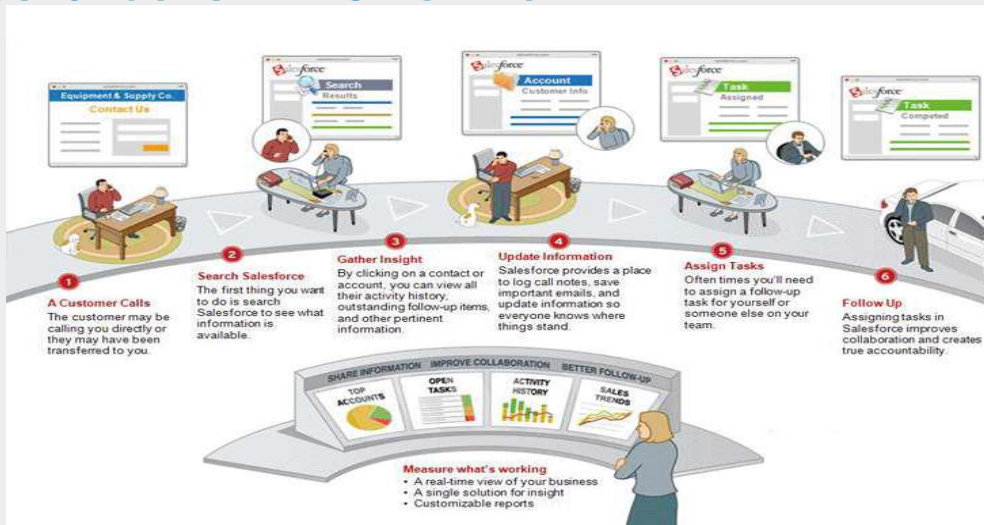 Equipment & Supply Co.
Contact Us
salesforce
Search
Results
salesforce
Account
Customer Info.
salesforce
Task
Assigned
salesforce
Task
Competed
1
A Customer Calls
The customer may be
calling you directly or
they may have been
transferred to you.
2
Search Salesforce
The first thing you want
to do is search
Salesforce to see what
information is
available.
3
Gather Insight
By clicking on a contact or
account, you can view all
their activity history,
outstanding follow-up items,
and other pertinent
information.
4
Update Information
Salesforce provides a place
to log call notes, save
important emails, and
update information so
everyone knows where
things stand.
5
Assign Tasks
Often times you'll need
to assign a follow-up
task for yourself or
someone else on your
team.
6
Follow Up
Assigning tasks in
Salesforce improves
collaboration and creates
true accountability.
SHARE INFORMATION IMPROVE COLLABORATION BETTER FOLLOW-UP
TOP
ACCOUNTS
OPEN
TASKS
ACTIVITY
HISTORY
SALES
TRENDS
Measure what's working
• A real-time view of your business
• A single solution for insight
• Customizable reports